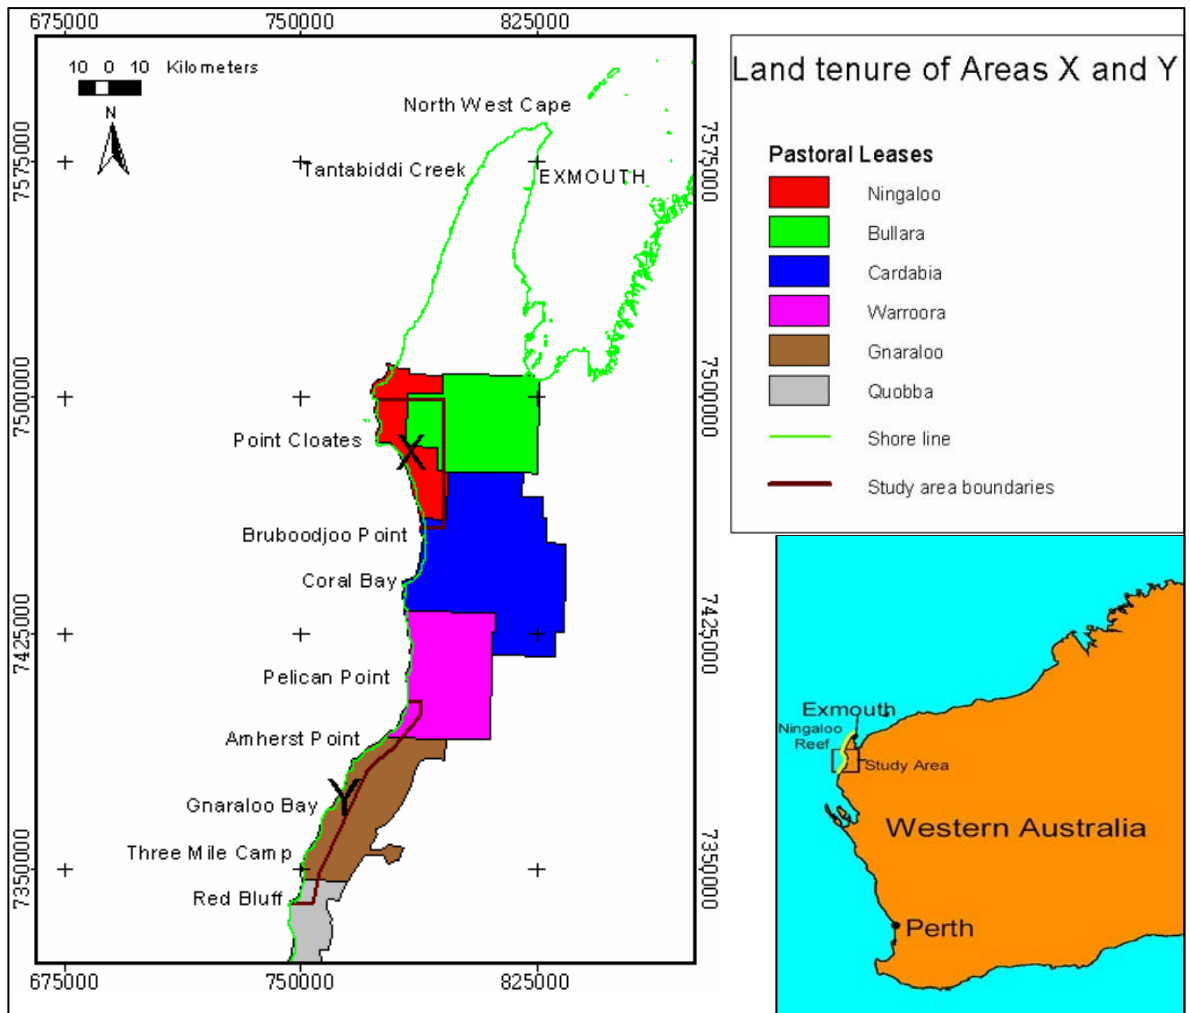 675000 750000 825000
10 0 10 Kilometers
N
North West Cape
Tantabiddi Creek
EXMOUTH
7575000
7575000
7500000
7500000
Point Cloates
X
Bruboodjoo Point
Coral Bay
7425000
7425000
Pelican Point
Amherst Point
Gnaraloo Bay
Y
Three Mile Camp
7350000
7350000
Red Bluff
675000 750000 825000
Land tenure of Areas X and Y
Pastoral Leases
Ningaloo
Bullara
Cardabia
Warroora
Gnaraloo
Quobba
Shore line
Study area boundaries
Exmouth
Ningaloo
Reef
Study Area
Western Australia
Perth